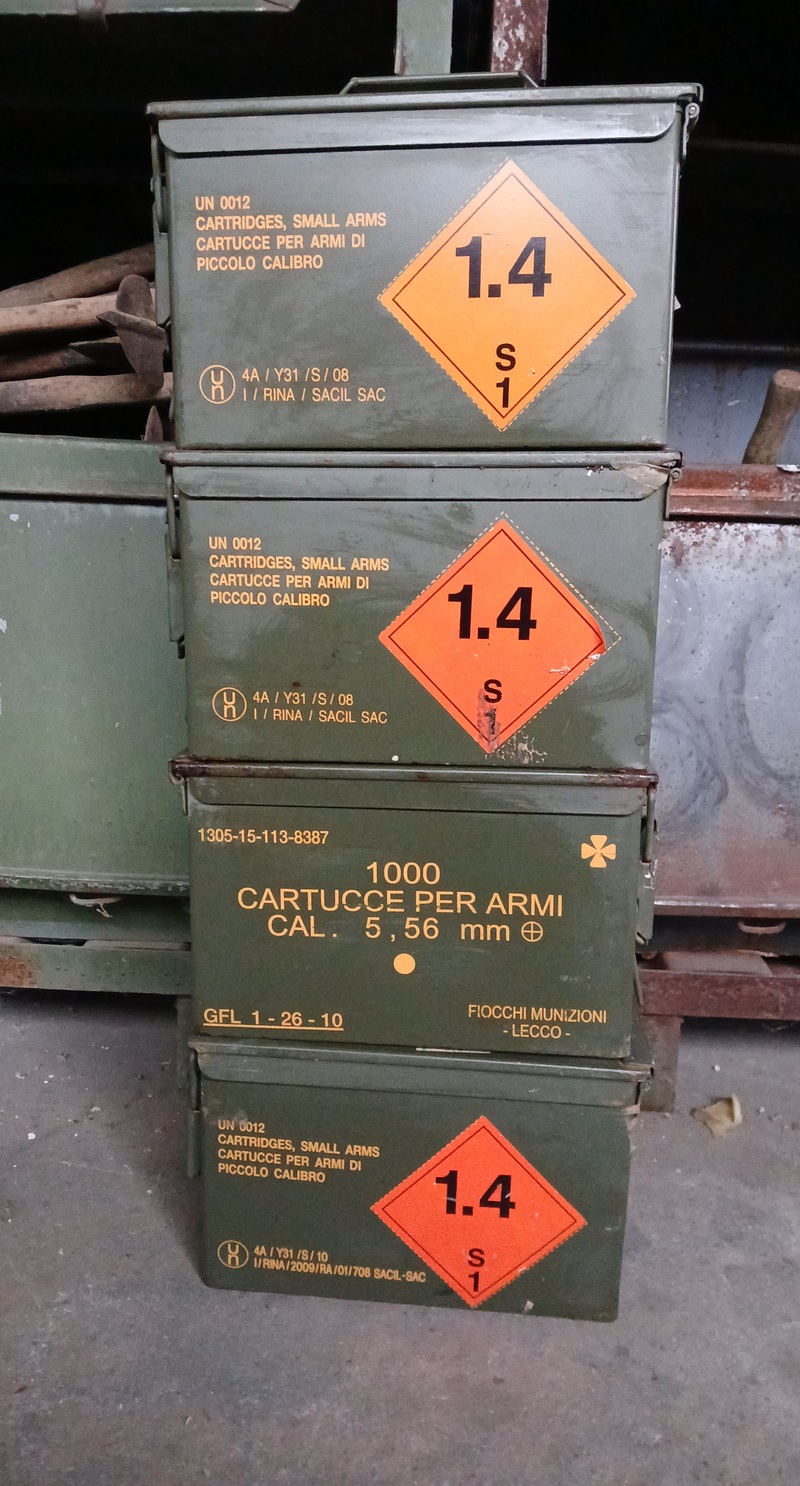 UN 0012
CARTRIDGES, SMALL ARMS
CARTUCCE PER ARMI DI
PICCOLO CALIBRO
1.4
S
1
un
4A / Y31 /S / 08
I / RINA / SACIL SAC
UN 0012
CARTRIDGES, SMALL ARMS
CARTUCCE PER ARMI DI
PICCOLO CALIBRO
1.4
S
1
un
4A / Y31 /S / 08
I / RINA / SACIL SAC
1305-15-113-8387
1000
CARTUCCE PER ARMI
CAL. 5,56 mm ⊕
GFL 1 - 26 - 10
FIOCCHI MUNIZIONI
- LECCO -
UN 0012
CARTRIDGES, SMALL ARMS
CARTUCCE PER ARMI DI
PICCOLO CALIBRO
1.4
S
1
un
4A / Y31 /S / 10
I/RINA/2009/RA/01/708 SACIL-SAC